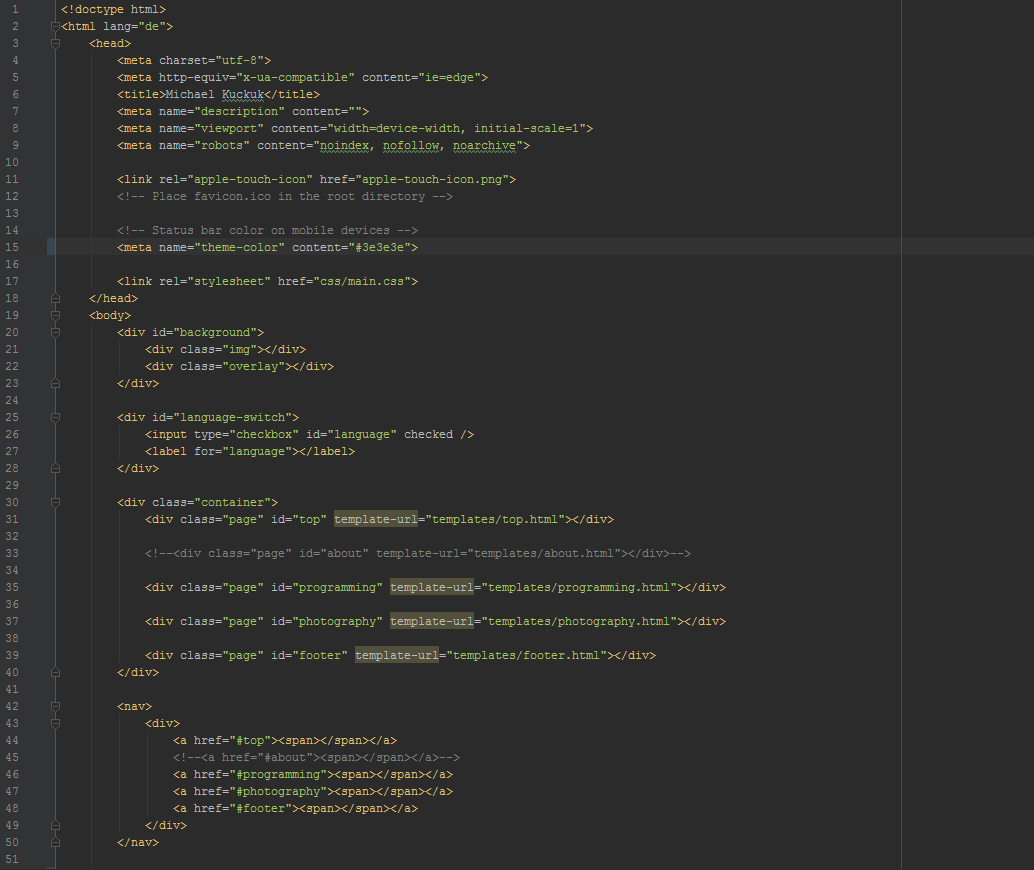 1 <!doctype html>
2 <html lang="de">
3 <head>
4 <meta charset="utf-8">
5 <meta http-equiv="x-ua-compatible" content="ie=edge">
6 <title>Michael Kuckuk</title>
7 <meta name="description" content="">
8 <meta name="viewport" content="width=device-width, initial-scale=1">
9 <meta name="robots" content="noindex, nofollow, noarchive">
10
11 <link rel="apple-touch-icon" href="apple-touch-icon.png">
12 <!-- Place favicon.ico in the root directory -->
13
14 <!-- Status bar color on mobile devices -->
15 <meta name="theme-color" content="#3e3e3e">
16
17 <link rel="stylesheet" href="css/main.css">
18 </head>
19 <body>
20 <div id="background">
21 <div class="img"></div>
22 <div class="overlay"></div>
23 </div>
24
25 <div id="language-switch">
26 <input type="checkbox" id="language" checked />
27 <label for="language"></label>
28 </div>
29
30 <div class="container">
31 <div class="page" id="top" template-url="templates/top.html"></div>
32
33 <!--<div class="page" id="about" template-url="templates/about.html"></div>-->
34
35 <div class="page" id="programming" template-url="templates/programming.html"></div>
36
37 <div class="page" id="photography" template-url="templates/photography.html"></div>
38
39 <div class="page" id="footer" template-url="templates/footer.html"></div>
40 </div>
41
42 <nav>
43 <div>
44 <a href="#top"><span></span></a>
45 <!--<a href="#about"><span></span></a>-->
46 <a href="#programming"><span></span></a>
47 <a href="#photography"><span></span></a>
48 <a href="#footer"><span></span></a>
49 </div>
50 </nav>
51